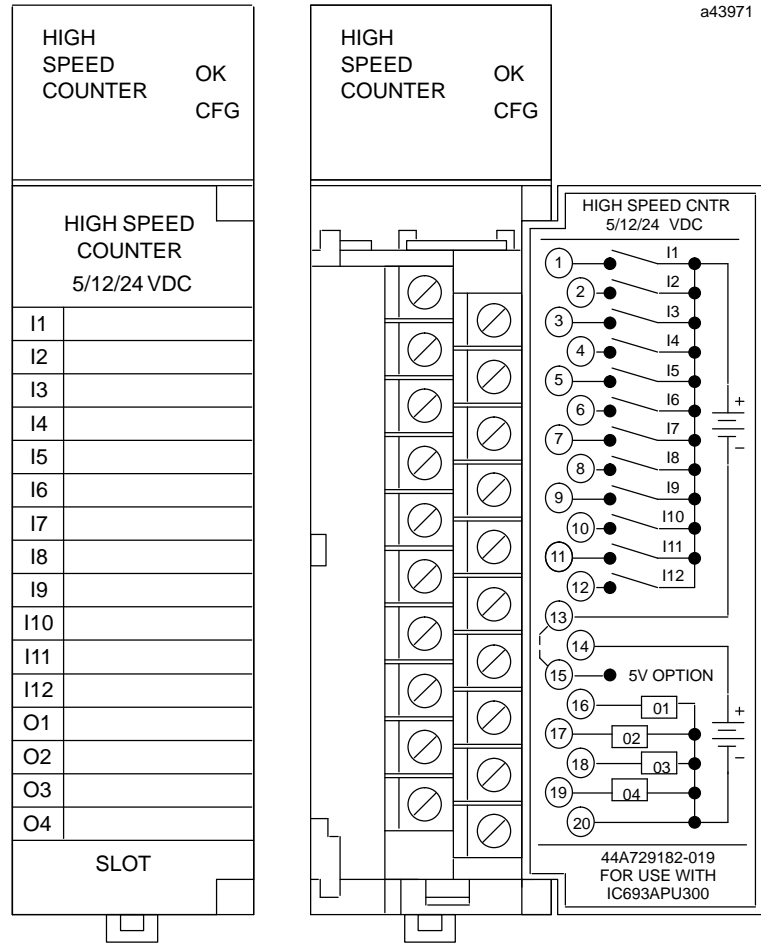 a43971
HIGH
SPEED
COUNTER
OK
CFG
HIGH SPEED
COUNTER
5/12/24 VDC
I1
I2
I3
I4
I5
I6
I7
I8
I9
I10
I11
I12
O1
O2
O3
O4
SLOT
HIGH
SPEED
COUNTER
OK
CFG
HIGH SPEED CNTR
5/12/24 VDC
1 I1
2 I2
3 I3
4 I4
5 I5
6 I6
+
7 I7
8 I8
−
9 I9
10 I10
11 I11
12 I12
13
14
15 5V OPTION
16 01
+
17 02
18 03
−
19 04
20
44A729182-019
FOR USE WITH
IC693APU300